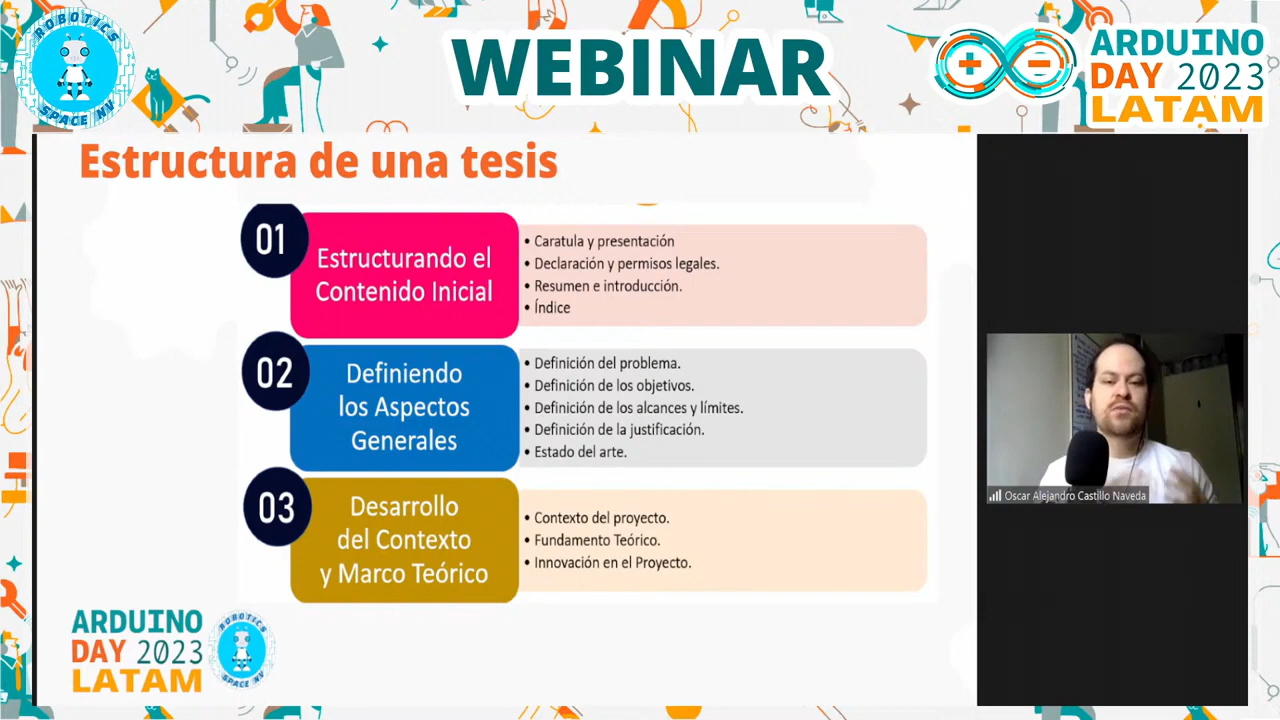 ROBOTICS
SPACE NV
WEBINAR
ARDUINO
DAY 2023
LATAM
Estructura de una tesis
01
Estructurando el
Contenido Inicial
• Caratula y presentación
• Declaración y permisos legales.
• Resumen e introducción.
• Índice
02
Definiendo
los Aspectos
Generales
• Definición del problema.
• Definición de los objetivos.
• Definición de los alcances y límites.
• Definición de la justificación.
• Estado del arte.
03
Desarrollo
del Contexto
y Marco Teórico
• Contexto del proyecto.
• Fundamento Teórico.
• Innovación en el Proyecto.
Oscar Alejandro Castillo Naveda
ARDUINO
DAY 2023
LATAM
ROBOTICS
SPACE NV